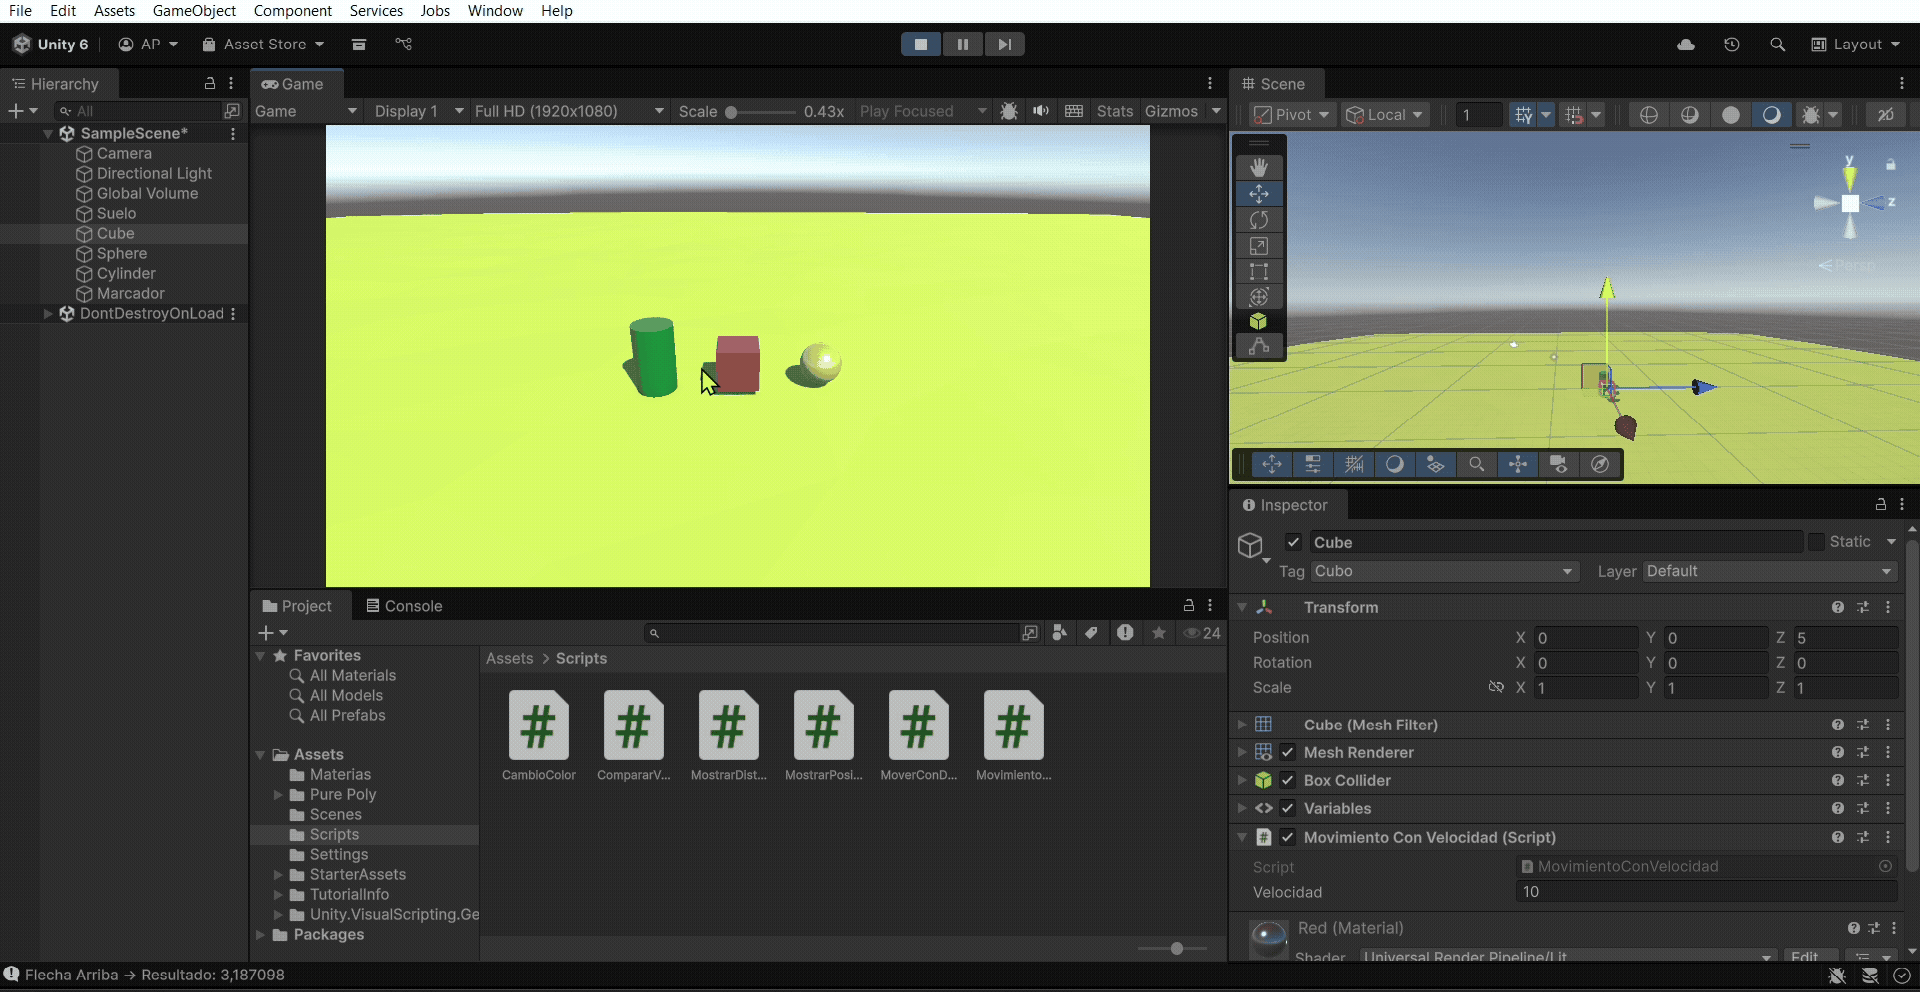 File Edit Assets GameObject Component Services Jobs Window Help
Unity 6 AP Asset Store Layout
Hierarchy
All
SampleScene*
Camera
Directional Light
Global Volume
Suelo
Cube
Sphere
Cylinder
Marcador
DontDestroyOnLoad
Game
Game Display 1 Full HD (1920x1080) Scale 0.43x Play Focused Stats Gizmos
Scene
Pivot Local 1 2D
y
z
Persp
Project Console
24
Favorites
All Materials
All Models
All Prefabs
Assets
Materias
Pure Poly
Scenes
Scripts
Settings
StarterAssets
TutorialInfo
Unity.VisualScripting.Ge
Packages
Assets > Scripts
CambioColor CompararV... MostrarDist... MostrarPosi... MoverConD... Movimiento...
Inspector
Cube Static
Tag Cubo Layer Default
Transform
Position X 0 Y 0 Z 5
Rotation X 0 Y 0 Z 0
Scale X 1 Y 1 Z 1
Cube (Mesh Filter)
Mesh Renderer
Box Collider
Variables
Movimiento Con Velocidad (Script)
Script MovimientoConVelocidad
Velocidad 10
Red (Material)
Shader Universal Render Pipeline/Lit Edit
Flecha Arriba → Resultado: 3,187098